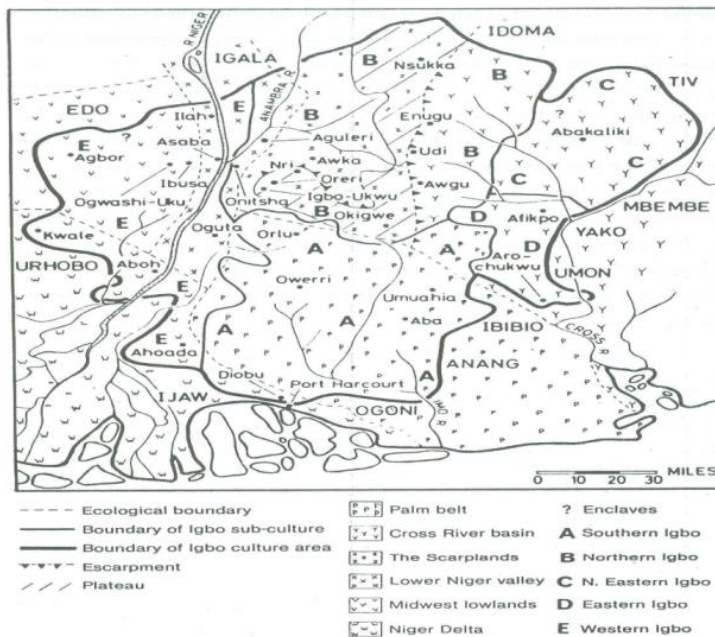 R NIGER
IGALA
IDOMA
ANAMBRA R.
B
Nsukka
B
C
TIV
EDO
E
Ilah
B
Enugu
?
Abakaliki
E ?
Agbor
Asaba
Aguleri
Udi
B
C
Nri
Awka
Ibusa
Oreri
Awgu
C
Ogwashi-Uku
Onitsha
Igbo-Ukwu
MBEMBE
E
B
Okigwe
D
Afikpo
Kwale
Oguta
Orlu
A
A
D
YAKO
URHOBO
Aboh
Aro-
chukwu
UMON
Owerri
E
Umuahia
IBIBIO
CROSS R.
A
A
Aba
E
Ahoada
ANANG
Diobu
A
IJAW
Port Harcourt
IMO R
OGONI
0 10 20 30 MILES
Ecological boundary
Boundary of Igbo sub-culture
Boundary of Igbo culture area
Escarpment
Plateau
Palm belt
Cross River basin
The Scarplands
Lower Niger valley
Midwest lowlands
Niger Delta
? Enclaves
A Southern Igbo
B Northern Igbo
C N. Eastern Igbo
D Eastern Igbo
E Western Igbo